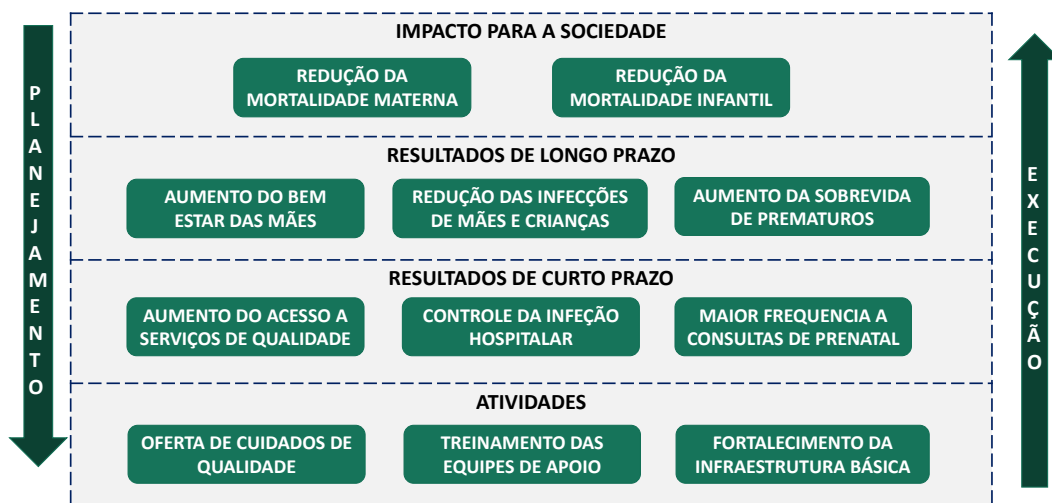 IMPACTO PARA A SOCIEDADE
REDUÇÃO DA
MORTALIDADE MATERNA
REDUÇÃO DA
MORTALIDADE INFANTIL
RESULTADOS DE LONGO PRAZO
AUMENTO DO BEM
ESTAR DAS MÃES
REDUÇÃO DAS INFECÇÕES
DE MÃES E CRIANÇAS
AUMENTO DA SOBREVIDA
DE PREMATUROS
RESULTADOS DE CURTO PRAZO
AUMENTO DO ACESSO A
SERVIÇOS DE QUALIDADE
CONTROLE DA INFEÇÃO
HOSPITALAR
MAIOR FREQUENCIA A
CONSULTAS DE PRENATAL
ATIVIDADES
OFERTA DE CUIDADOS DE
QUALIDADE
TREINAMENTO DAS
EQUIPES DE APOIO
FORTALECIMENTO DA
INFRAESTRUTURA BÁSICA
PLANEJAMENTO
EXECUÇÃO